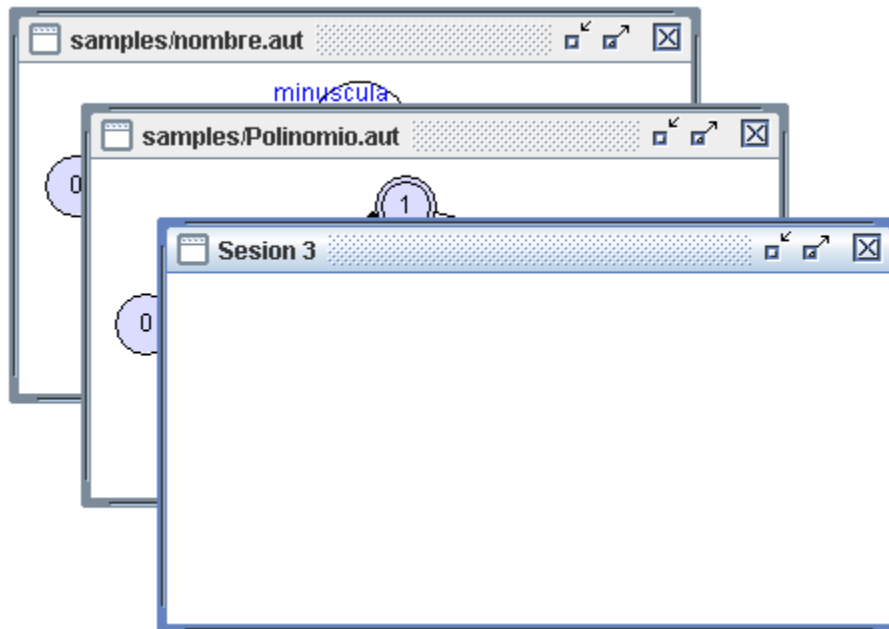 samples/nombre.aut
minuscula
0
samples/Polinomio.aut
1
0
Sesion 3